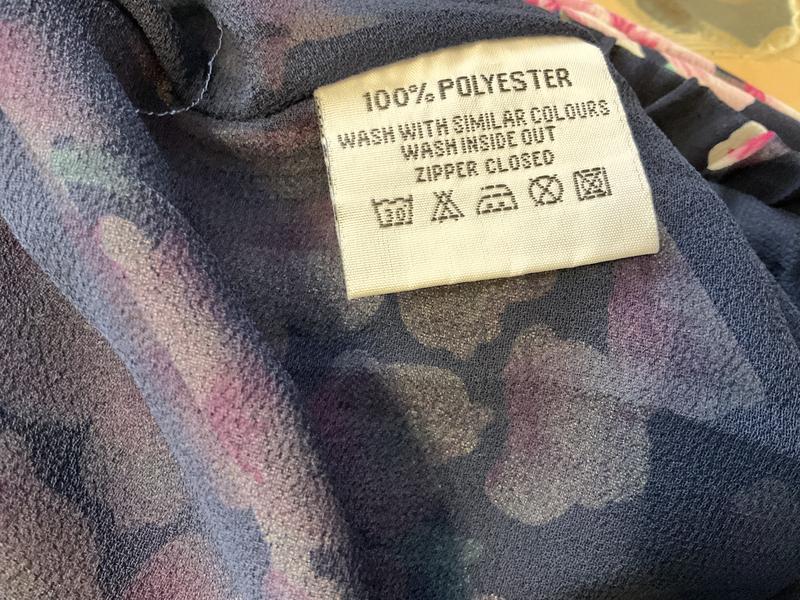 100% POLYESTER
WASH WITH SIMILAR COLOURS
WASH INSIDE OUT
ZIPPER CLOSED
30